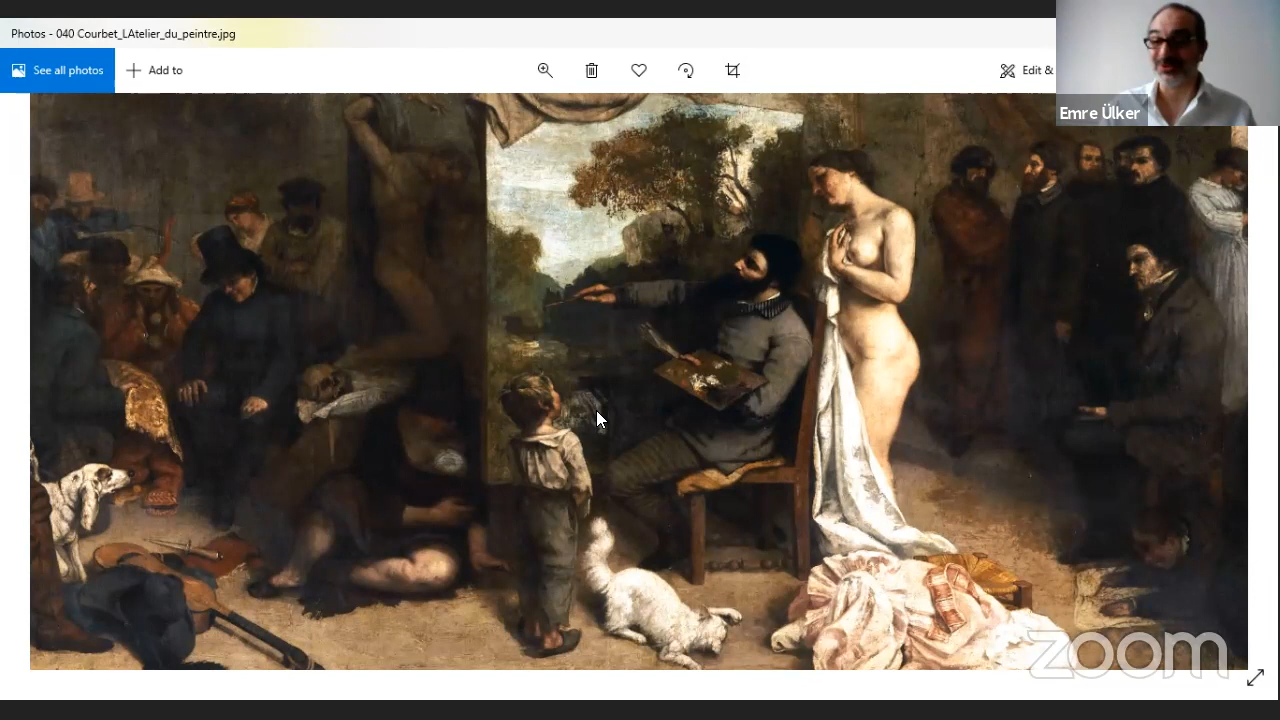 Photos - 040 Courbet_LAtelier_du_peintre.jpg
See all photos
Add to
Edit &
Emre Ülker
zoom